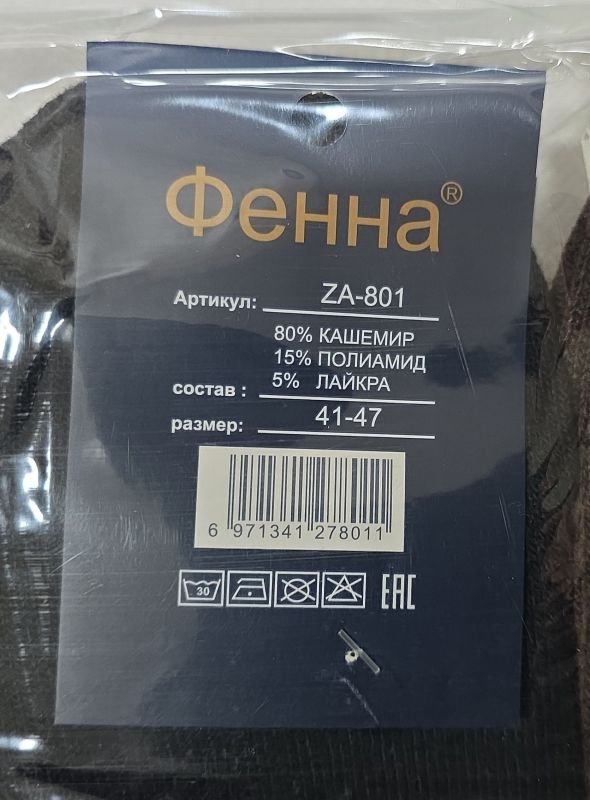 Фенна®
Артикул: ZA-801
80% КАШЕМИР
15% ПОЛИАМИД
состав : 5% ЛАЙКРА
размер: 41-47
6 971341 278011
30
ЕАС